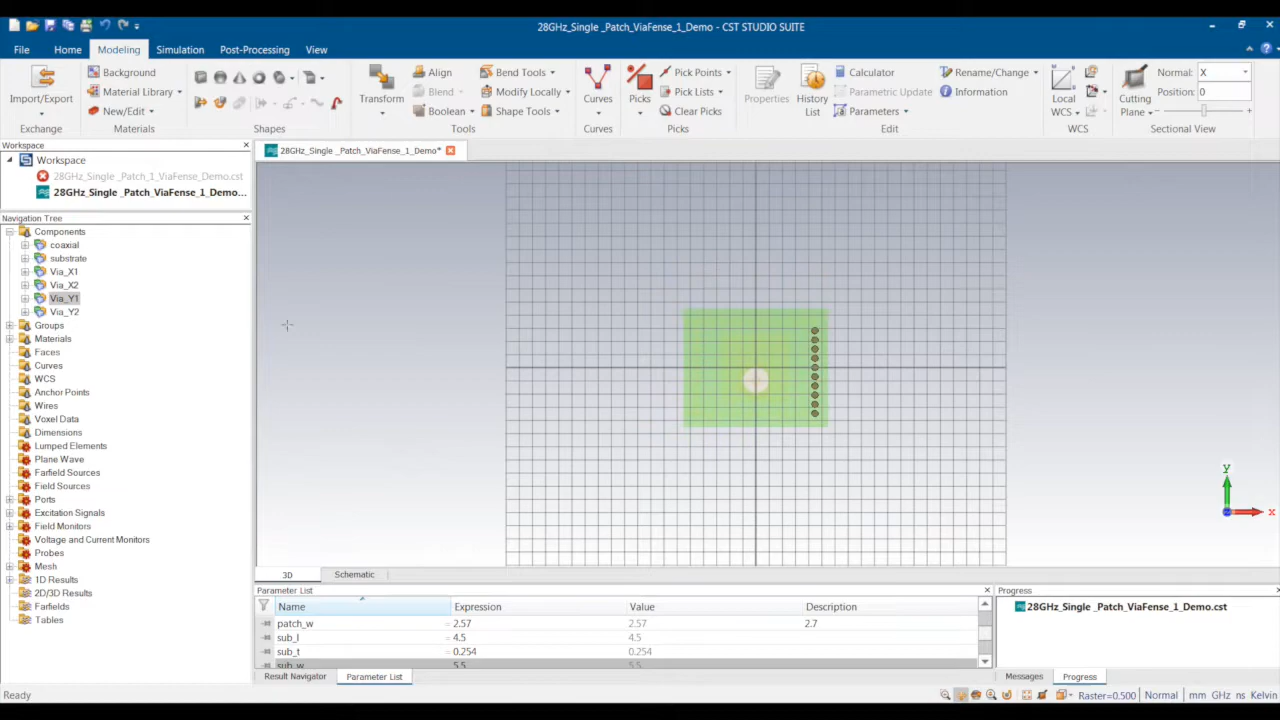 28GHz_Single _Patch_ViaFense_1_Demo - CST STUDIO SUITE
File Home Modeling Simulation Post-Processing View
Import/Export
Exchange
Background
Material Library
New/Edit
Materials
Shapes
Transform
Align
Blend
Boolean
Bend Tools
Modify Locally
Shape Tools
Tools
Curves
Curves
Picks
Pick Points
Pick Lists
Clear Picks
Picks
Properties
History List
Calculator
Parametric Update
Parameters
Rename/Change
Information
Edit
Local WCS
WCS
Cutting Plane
Normal: X
Position: 0
Sectional View
Workspace
Workspace
28GHz_Single _Patch_1_ViaFense_Demo.cst
28GHz_Single _Patch_ViaFense_1_Demo...
28GHz_Single _Patch_ViaFense_1_Demo*
Navigation Tree
Components
coaxial
substrate
Via_X1
Via_X2
Via_Y1
Via_Y2
Groups
Materials
Faces
Curves
WCS
Anchor Points
Wires
Voxel Data
Dimensions
Lumped Elements
Plane Wave
Farfield Sources
Field Sources
Ports
Excitation Signals
Field Monitors
Voltage and Current Monitors
Probes
Mesh
1D Results
2D/3D Results
Farfields
Tables
y
x
3D Schematic
Parameter List
Name Expression Value Description
patch_w = 2.57 2.57 2.7
sub_l = 4.5 4.5
sub_t = 0.254 0.254
sub_w 5.5 5.5
Result Navigator Parameter List
Progress
28GHz_Single _Patch_ViaFense_1_Demo.cst
Messages Progress
Ready
Raster=0.500 Normal mm GHz ns Kelvin